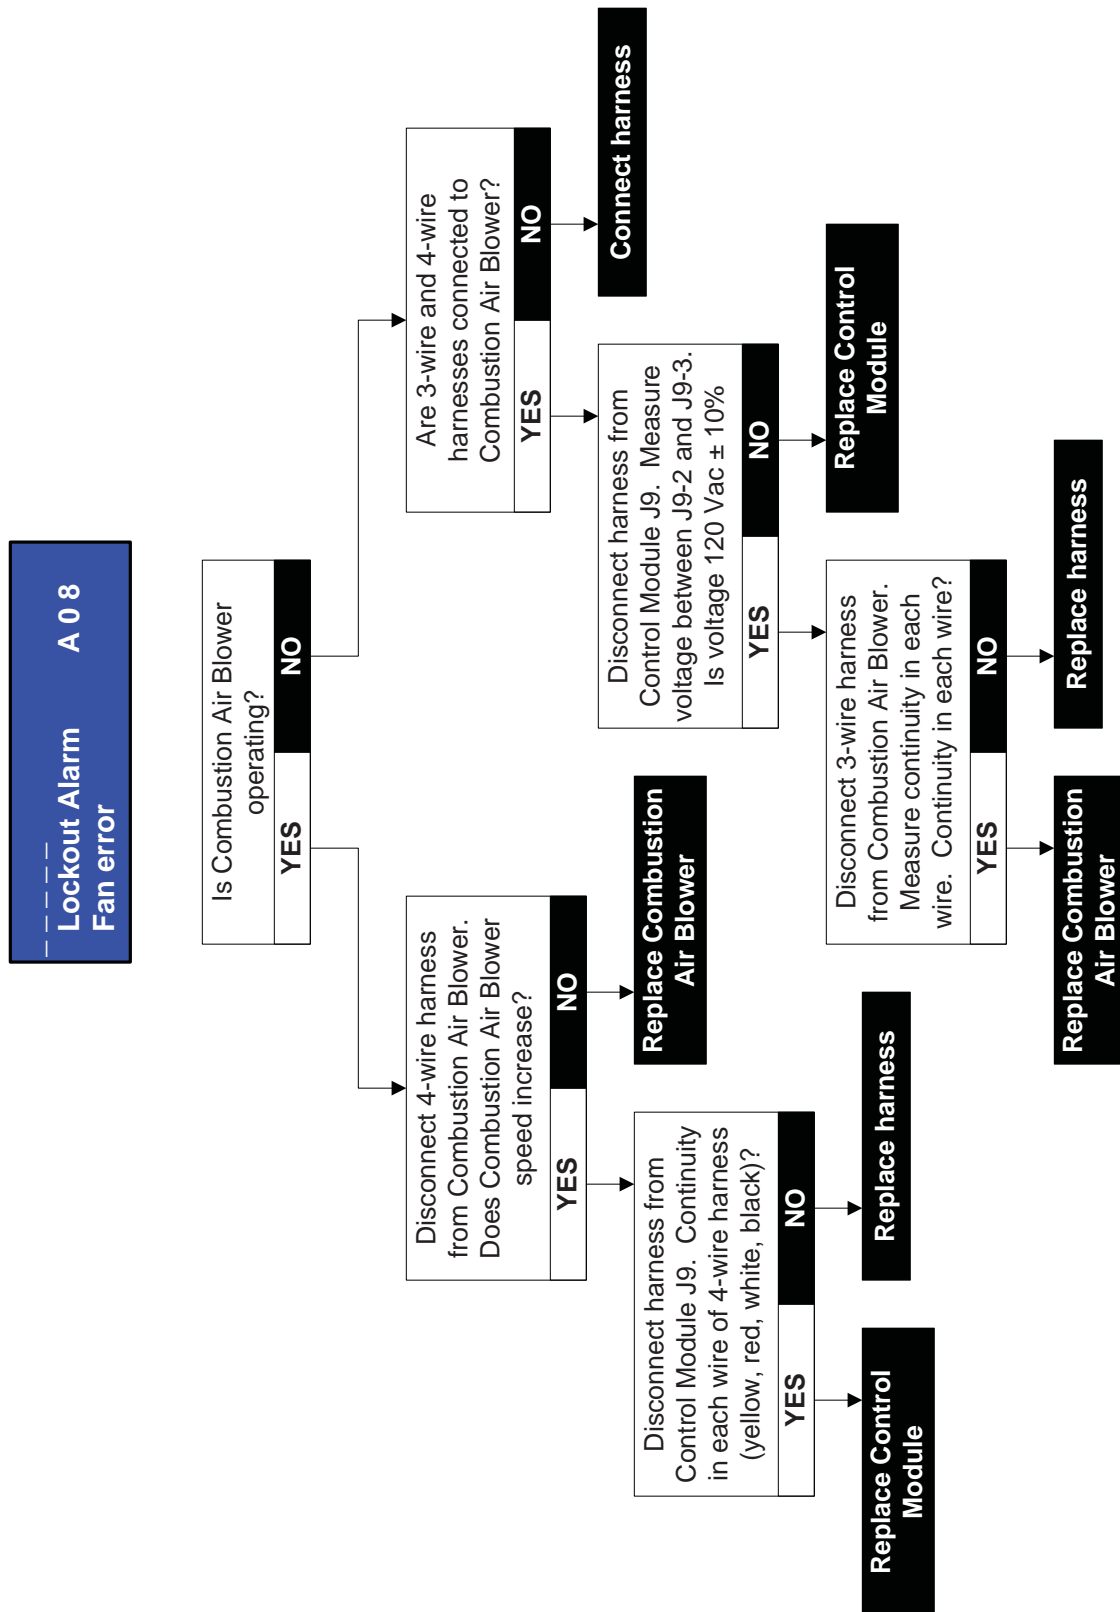 Lockout Alarm A 0 8
Fan error
Is Combustion Air Blower
operating?
YES NO
Disconnect 4-wire harness
from Combustion Air Blower.
Does Combustion Air Blower
speed increase?
YES NO
Are 3-wire and 4-wire
harnesses connected to
Combustion Air Blower?
YES NO
Disconnect harness from
Control Module J9. Continuity
in each wire of 4-wire harness
(yellow, red, white, black)?
YES NO
Replace Combustion
Air Blower
Disconnect harness from
Control Module J9. Measure
voltage between J9-2 and J9-3.
Is voltage 120 Vac ± 10%
YES NO
Connect harness
Replace Control
Module
Replace harness
Disconnect 3-wire harness
from Combustion Air Blower.
Measure continuity in each
wire. Continuity in each wire?
YES NO
Replace Control
Module
Replace Combustion
Air Blower
Replace harness